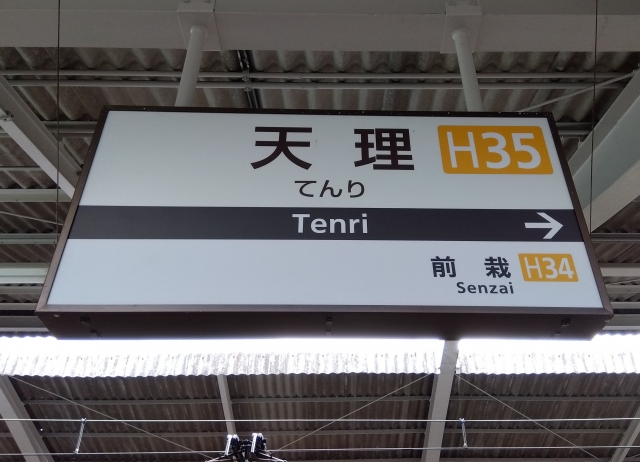 天理 H35
てんり
Tenri →
前栽 H34
Senzai